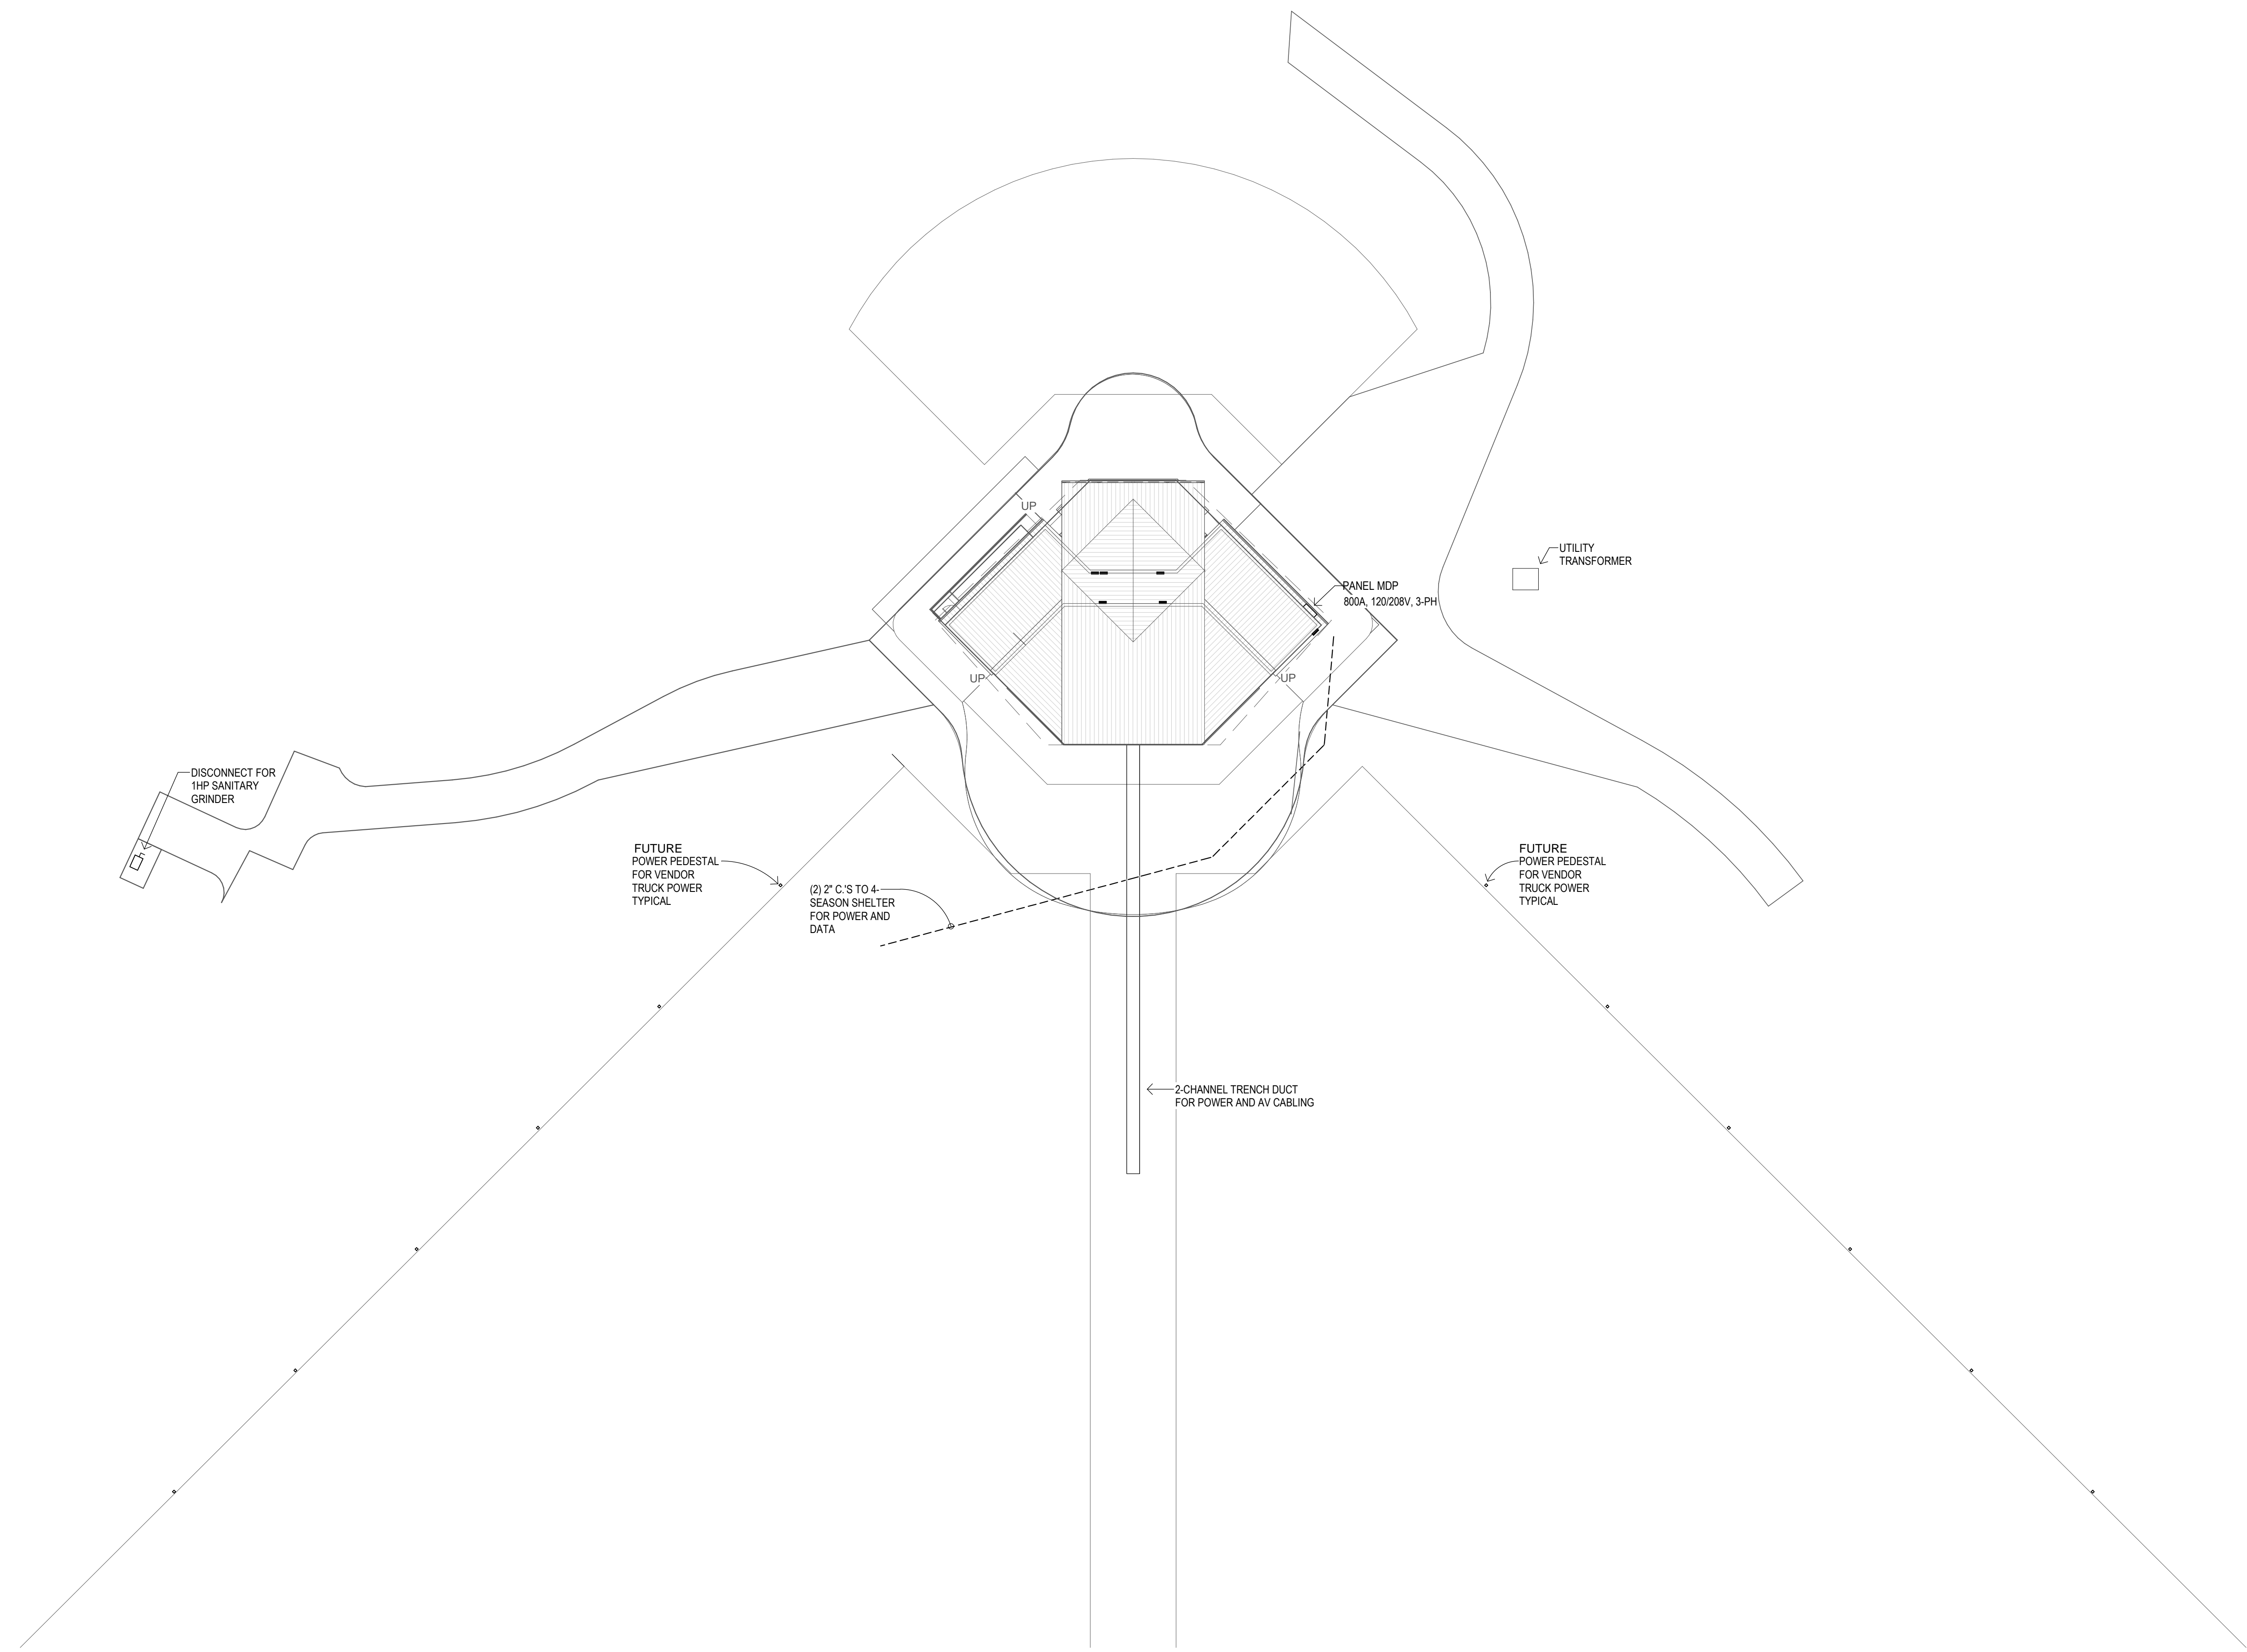 UP
UTILITY
TRANSFORMER
PANEL MDP
800A, 120/208V, 3-PH
UP
UP
DISCONNECT FOR
1HP SANITARY
GRINDER
FUTURE
POWER PEDESTAL
FOR VENDOR
TRUCK POWER
TYPICAL
(2) 2" C.'S TO 4-
SEASON SHELTER
FOR POWER AND
DATA
FUTURE
POWER PEDESTAL
FOR VENDOR
TRUCK POWER
TYPICAL
2-CHANNEL TRENCH DUCT
FOR POWER AND AV CABLING